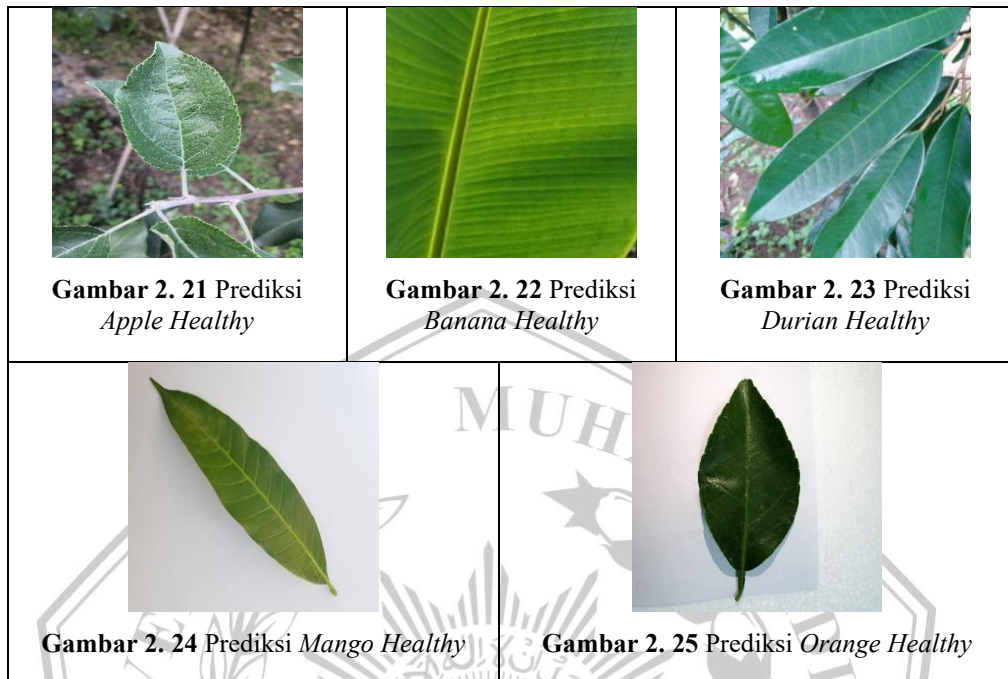 Gambar 2. 21 Prediksi
Apple Healthy
Gambar 2. 22 Prediksi
Banana Healthy
Gambar 2. 23 Prediksi
Durian Healthy
MUH
Gambar 2. 24 Prediksi Mango Healthy
Gambar 2. 25 Prediksi Orange Healthy